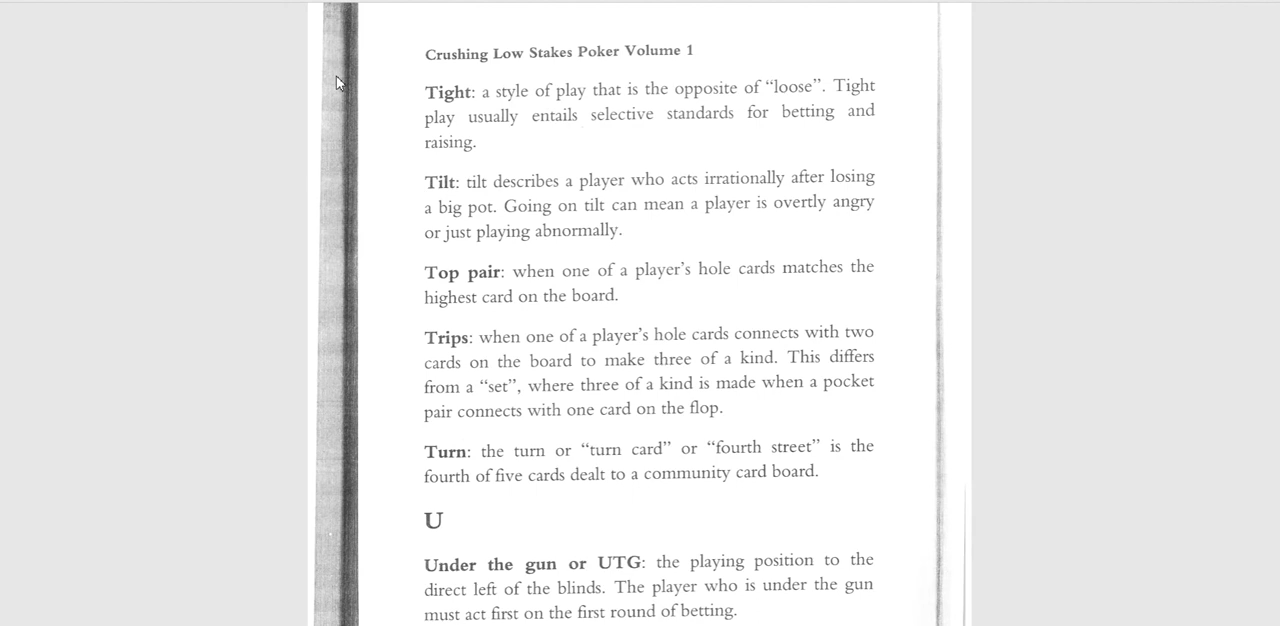 Crushing Low Stakes Poker Volume 1
Tight: a style of play that is the opposite of “loose”. Tight
play usually entails selective standards for betting and
raising.
Tilt: tilt describes a player who acts irrationally after losing
a big pot. Going on tilt can mean a player is overtly angry
or just playing abnormally.
Top pair: when one of a player’s hole cards matches the
highest card on the board.
Trips: when one of a player’s hole cards connects with two
cards on the board to make three of a kind. This differs
from a “set”, where three of a kind is made when a pocket
pair connects with one card on the flop.
Turn: the turn or “turn card” or “fourth street” is the
fourth of five cards dealt to a community card board.
U
Under the gun or UTG: the playing position to the
direct left of the blinds. The player who is under the gun
must act first on the first round of betting.